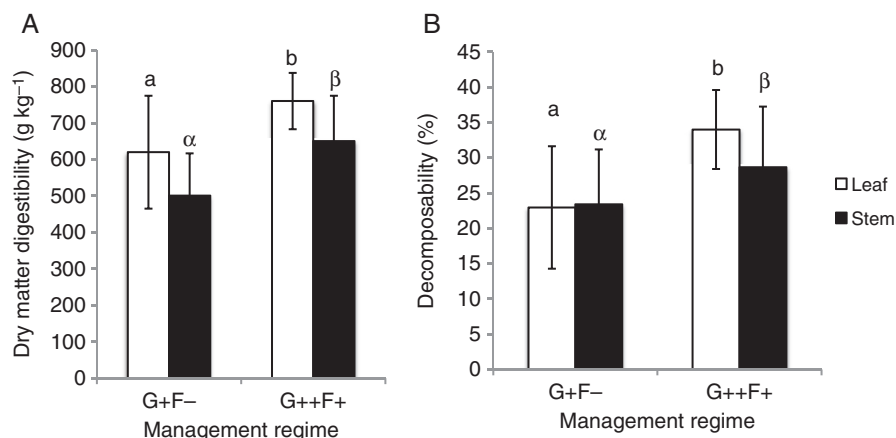 A
Dry matter digestibility (g kg⁻¹)
900
800
700
600
500
400
300
200
100
0
a
α
b
β
G+F−
G++F+
Management regime
B
Decomposability (%)
45
40
35
30
25
20
15
10
5
0
a
α
b
β
G+F−
G++F+
Management regime
Leaf
Stem